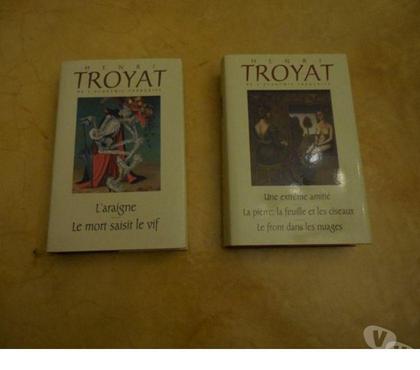 HENRI
TROYAT
DE L'ACADÉMIE FRANÇAISE
L'araigne
Le mort saisit le vif
HENRI
TROYAT
DE L'ACADÉMIE FRANÇAISE
Une extrême amitié
La pierre, la feuille et les ciseaux
Le front dans les nuages